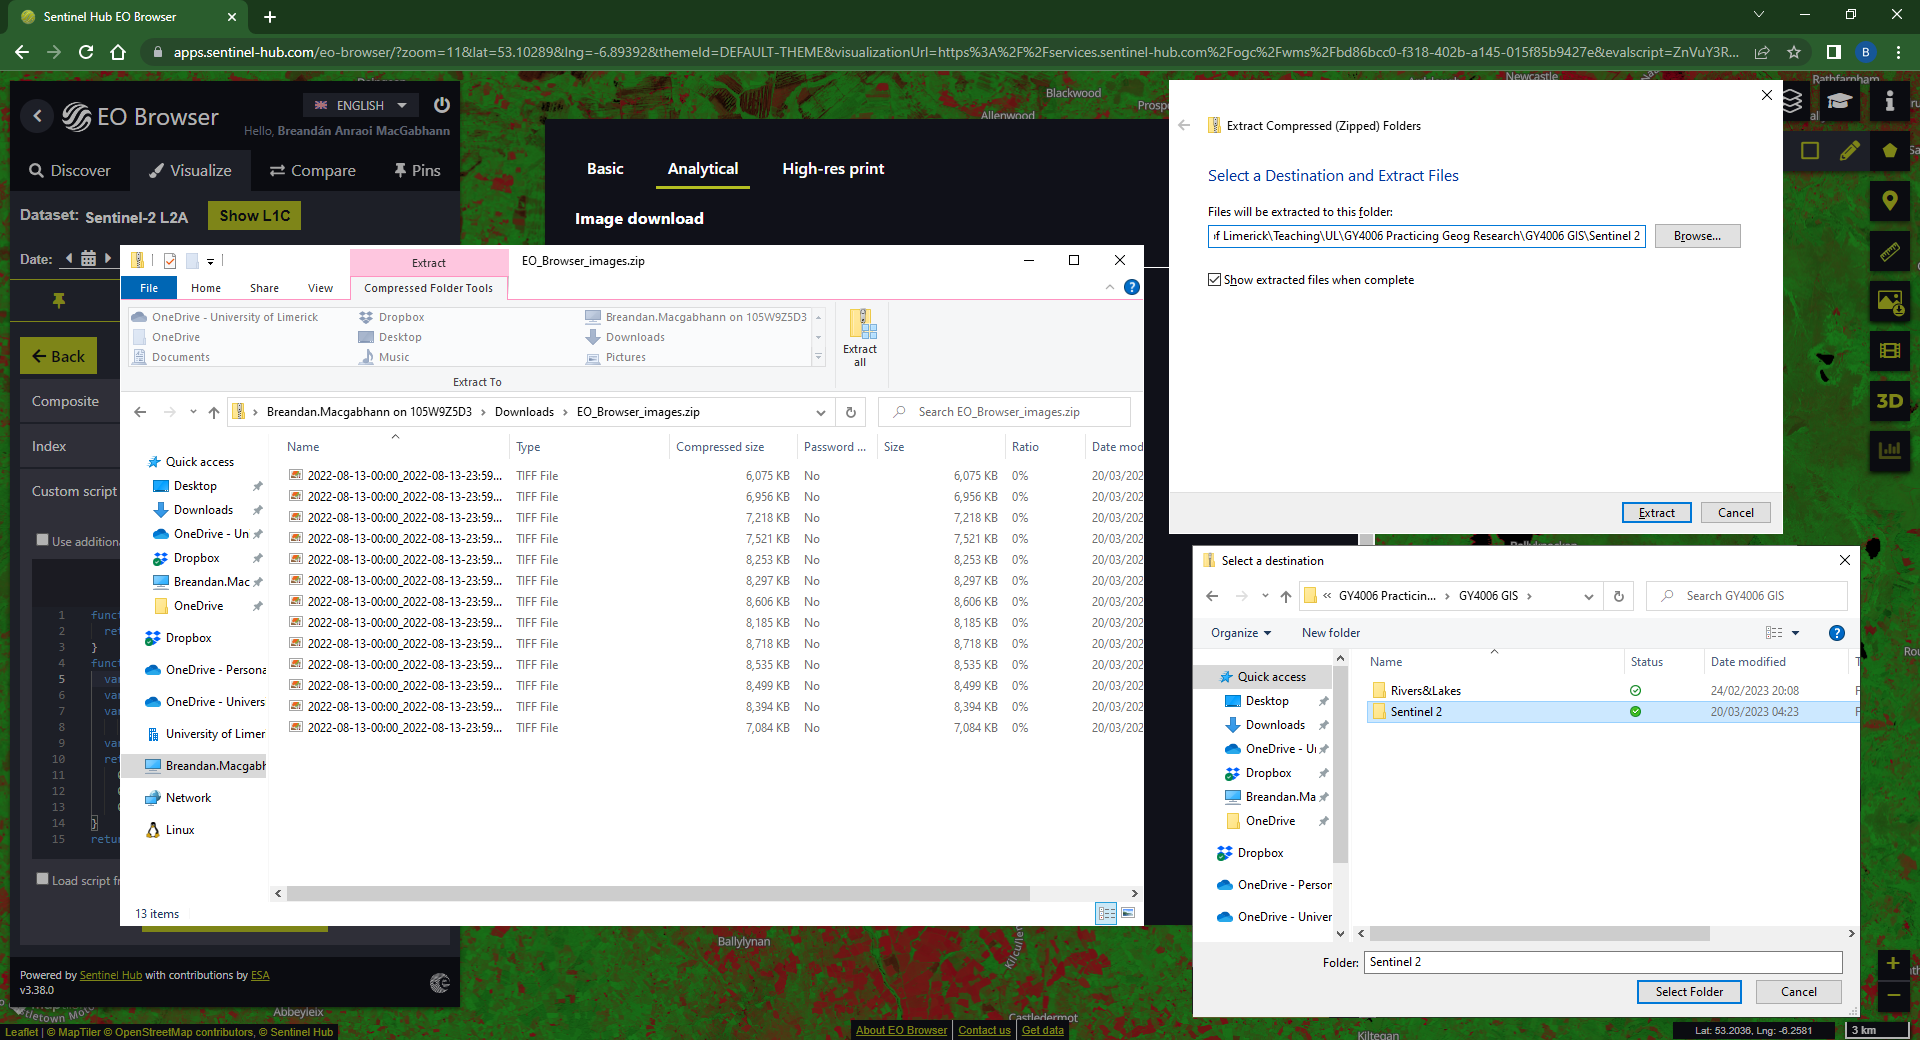 Sentinel Hub EO Browser
apps.sentinel-hub.com/eo-browser/?zoom=11&lat=53.10289&lng=-6.89392&themeId=DEFAULT-THEME&visualizationUrl=https%3A%2F%2Fservices.sentinel-hub.com%2Fogc%2Fwms%2Fbd86bcc0-f318-402b-a145-015f85b9427e&evalscript=ZnVuY3R...
B
EO Browser
ENGLISH
Hello, Breandán Anraoi MacGabhann
Discover
Visualize
Compare
Pins
Dataset: Sentinel-2 L2A
Show L1C
Date:
Back
Composite
Index
Custom script
Use additiona
1 funct
2 ret
3 }
4 funct
5 var
6 var
7 var
8
9 var
10 ret
11
12
13
14 }
15 retur
Load script fr
Powered by Sentinel Hub with contributions by ESA
v3.38.0
Leaflet | © MapTiler © OpenStreetMap contributors, © Sentinel Hub
Blackwood
Allenwood
Prosp
Newcastle
Rathfarnham
Basic
Analytical
High-res print
Image download
Extract
EO_Browser_images.zip
File
Home
Share
View
Compressed Folder Tools
OneDrive - University of Limerick
Dropbox
Breandan.Macgabhann on 105W9Z5D3
OneDrive
Desktop
Downloads
Documents
Music
Pictures
Extract To
Extract
all
Breandan.Macgabhann on 105W9Z5D3 › Downloads › EO_Browser_images.zip
Search EO_Browser_images.zip
Quick access
Desktop
Downloads
OneDrive - Un
Dropbox
Breandan.Mac
OneDrive
Dropbox
OneDrive - Persona
OneDrive - Univers
University of Limer
Breandan.Macgabh
Network
Linux
Name Type Compressed size Password ... Size Ratio Date mod
2022-08-13-00:00_2022-08-13-23:59... TIFF File 6,075 KB No 6,075 KB 0% 20/03/202
2022-08-13-00:00_2022-08-13-23:59... TIFF File 6,956 KB No 6,956 KB 0% 20/03/202
2022-08-13-00:00_2022-08-13-23:59... TIFF File 7,218 KB No 7,218 KB 0% 20/03/202
2022-08-13-00:00_2022-08-13-23:59... TIFF File 7,521 KB No 7,521 KB 0% 20/03/202
2022-08-13-00:00_2022-08-13-23:59... TIFF File 8,253 KB No 8,253 KB 0% 20/03/202
2022-08-13-00:00_2022-08-13-23:59... TIFF File 8,297 KB No 8,297 KB 0% 20/03/202
2022-08-13-00:00_2022-08-13-23:59... TIFF File 8,606 KB No 8,606 KB 0% 20/03/202
2022-08-13-00:00_2022-08-13-23:59... TIFF File 8,185 KB No 8,185 KB 0% 20/03/202
2022-08-13-00:00_2022-08-13-23:59... TIFF File 8,718 KB No 8,718 KB 0% 20/03/202
2022-08-13-00:00_2022-08-13-23:59... TIFF File 8,535 KB No 8,535 KB 0% 20/03/202
2022-08-13-00:00_2022-08-13-23:59... TIFF File 8,499 KB No 8,499 KB 0% 20/03/202
2022-08-13-00:00_2022-08-13-23:59... TIFF File 8,394 KB No 8,394 KB 0% 20/03/202
2022-08-13-00:00_2022-08-13-23:59... TIFF File 7,084 KB No 7,084 KB 0% 20/03/202
13 items
Extract Compressed (Zipped) Folders
Select a Destination and Extract Files
Files will be extracted to this folder:
of Limerick\Teaching\UL\GY4006 Practicing Geog Research\GY4006 GIS\Sentinel 2
Browse...
Show extracted files when complete
Extract
Cancel
Select a destination
« GY4006 Practicin... › GY4006 GIS ›
Search GY4006 GIS
Organize
New folder
Name Status Date modified T
Rivers&Lakes 24/02/2023 20:08 F
Sentinel 2 20/03/2023 04:23 F
Quick access
Desktop
Downloads
OneDrive - U
Dropbox
Breandan.Ma
OneDrive
Dropbox
OneDrive - Person
OneDrive - Univer
Folder: Sentinel 2
Select Folder
Cancel
3D
Ballylynan
Abbeyleix
Kilcullen
Castledermot
Kiltegan
About EO Browser
Contact us
Get data
Lat: 53.2036, Lng: -6.2581
3 km